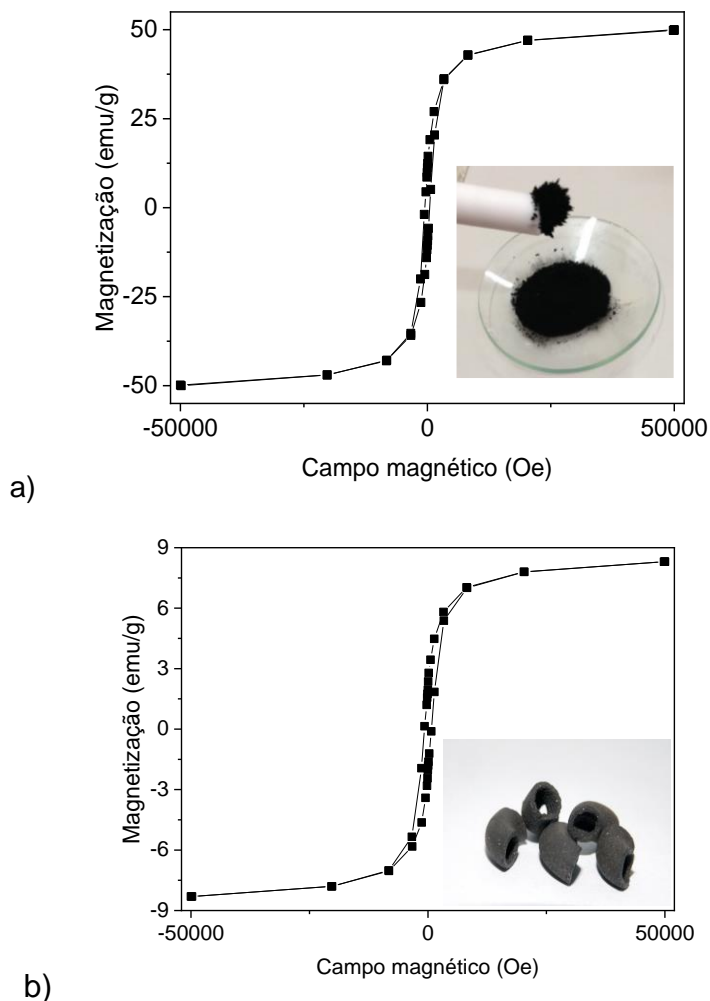 50
25
0
-25
-50
Magnetização (emu/g)
-50000 0 50000
Campo magnético (Oe)
a)
9
6
3
0
-3
-6
-9
Magnetização (emu/g)
-50000 0 50000
Campo magnético (Oe)
b)